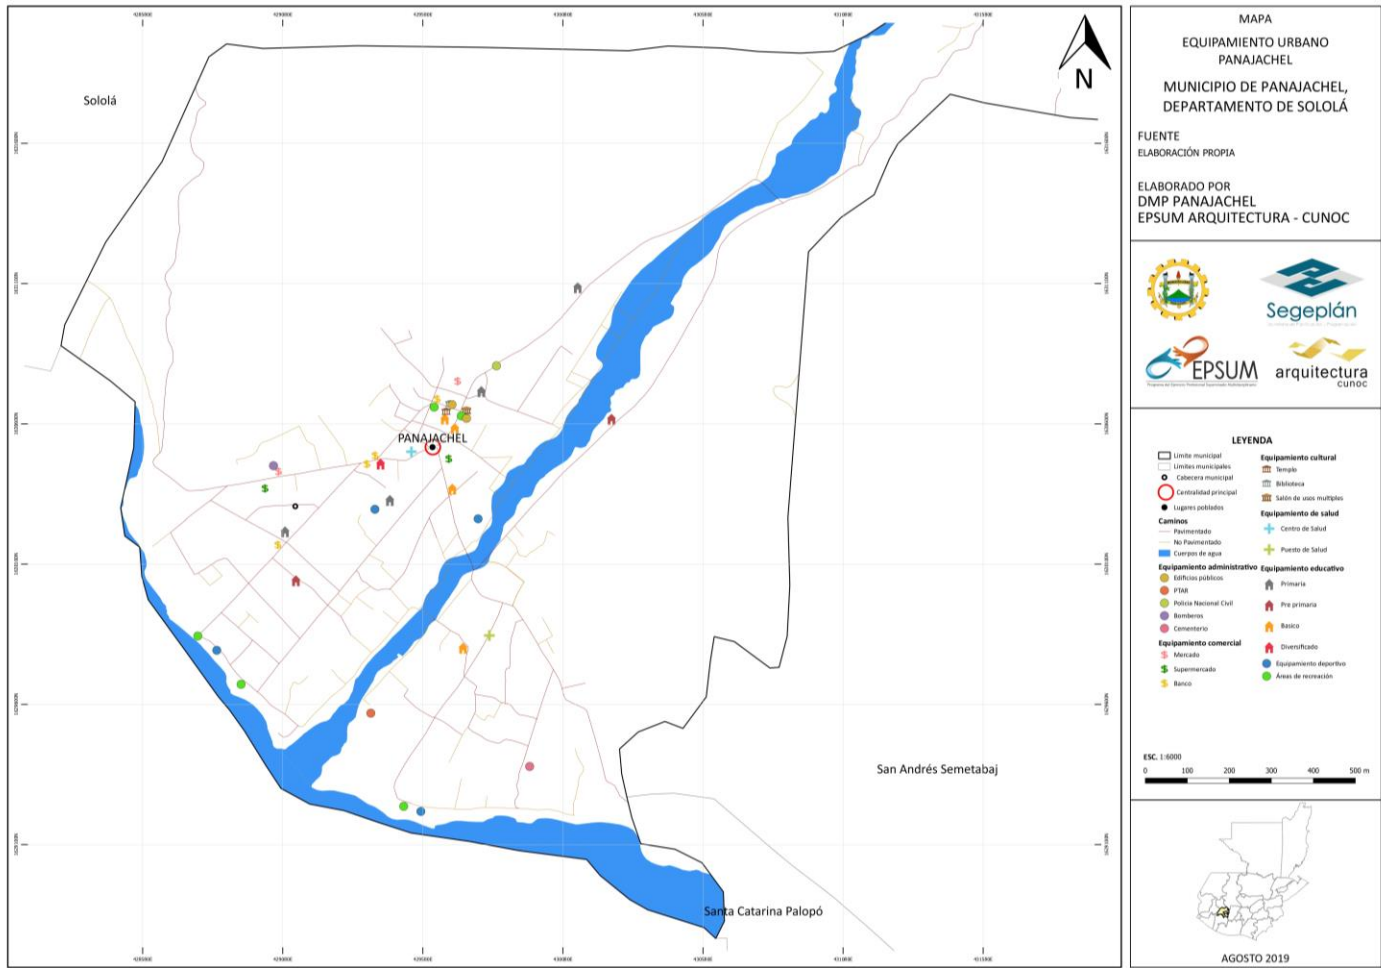 Sololá
PANAJACHEL
San Andrés Semetabaj
Santa Catarina Palopó
N
MAPA
EQUIPAMIENTO URBANO
PANAJACHEL
MUNICIPIO DE PANAJACHEL,
DEPARTAMENTO DE SOLOLÁ
FUENTE
ELABORACIÓN PROPIA
ELABORADO POR
DMP PANAJACHEL
EPSUM ARQUITECTURA - CUNOC
Segeplán
EPSUM
arquitectura
cunoc
LEYENDA
Limite municipal
Limites municipales
Cabecera municipal
Centralidad principal
Lugares poblados
Caminos
Pavimentado
No Pavimentado
Cuerpos de agua
Equipamiento administrativo
Edificios públicos
PTAR
Policia Nacional Civil
Bomberos
Cementerio
Equipamiento comercial
Mercado
Supermercado
Banco
Equipamiento cultural
Templo
Biblioteca
Salón de usos multiples
Equipamiento de salud
Centro de Salud
Puesto de Salud
Equipamiento educativo
Primaria
Pre primaria
Basico
Diversificado
Equipamiento deportivo
Áreas de recreación
ESC. 1:6000
0 100 200 300 400 500 m
AGOSTO 2019